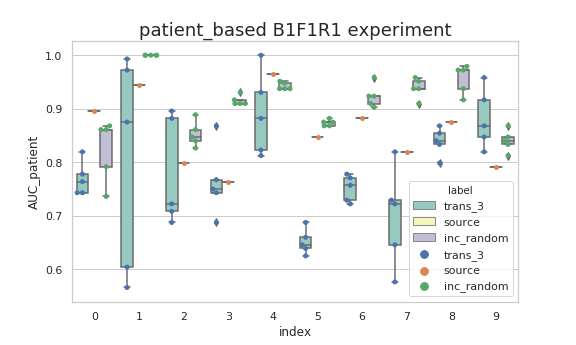 patient_based B1F1R1 experiment
AUC_patient
1.0
0.9
0.8
0.7
0.6
0 1 2 3 4 5 6 7 8 9
index
label
trans_3
source
inc_random
trans_3
source
inc_random